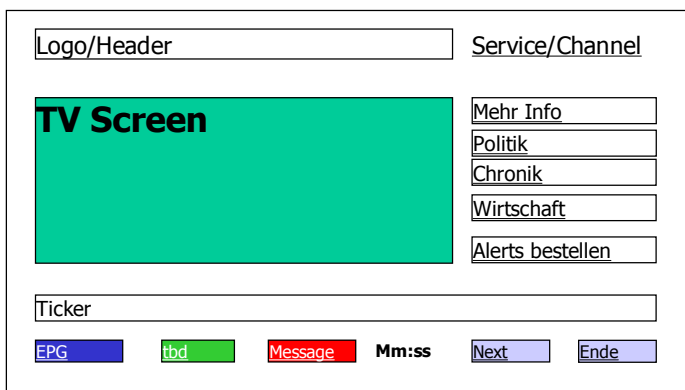 Logo/Header
Service/Channel
TV Screen
Mehr Info
Politik
Chronik
Wirtschaft
Alerts bestellen
Ticker
EPG tbd Message Mm:ss Next Ende